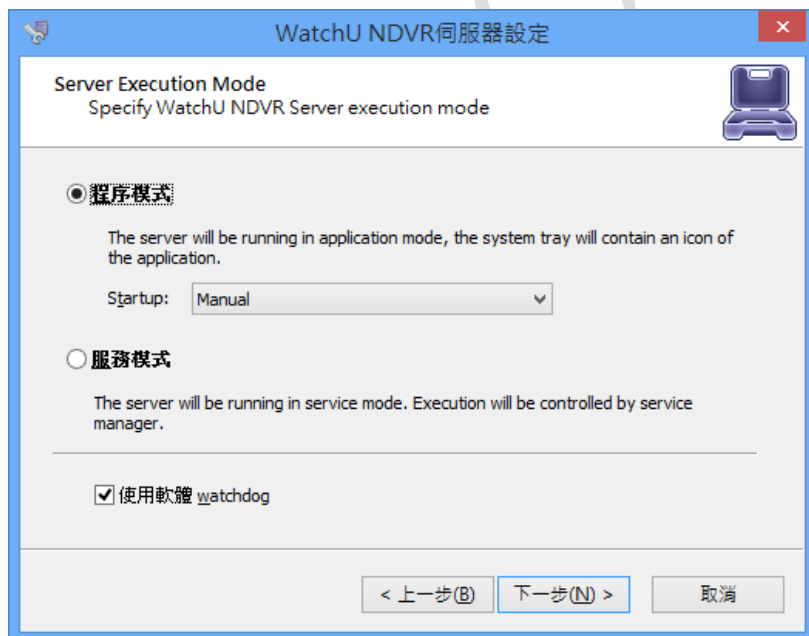 WatchU NDVR伺服器設定
Server Execution Mode
Specify WatchU NDVR Server execution mode
程序模式
The server will be running in application mode, the system tray will contain an icon of
the application.
Startup: Manual
服務模式
The server will be running in service mode. Execution will be controlled by service
manager.
使用軟體 watchdog
< 上一步(B) 下一步(N) > 取消